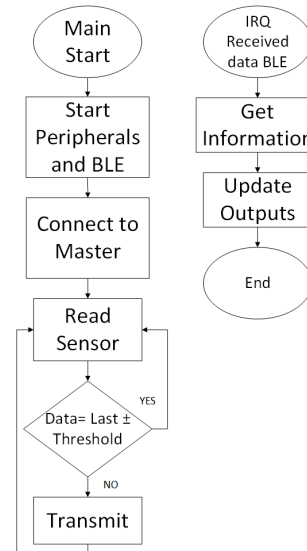 Main
Start
Start
Peripherals
and BLE
Connect to
Master
Read
Sensor
YES
Data= Last ±
Threshold
NO
Transmit
IRQ
Received
data BLE
Get
Information
Update
Outputs
End